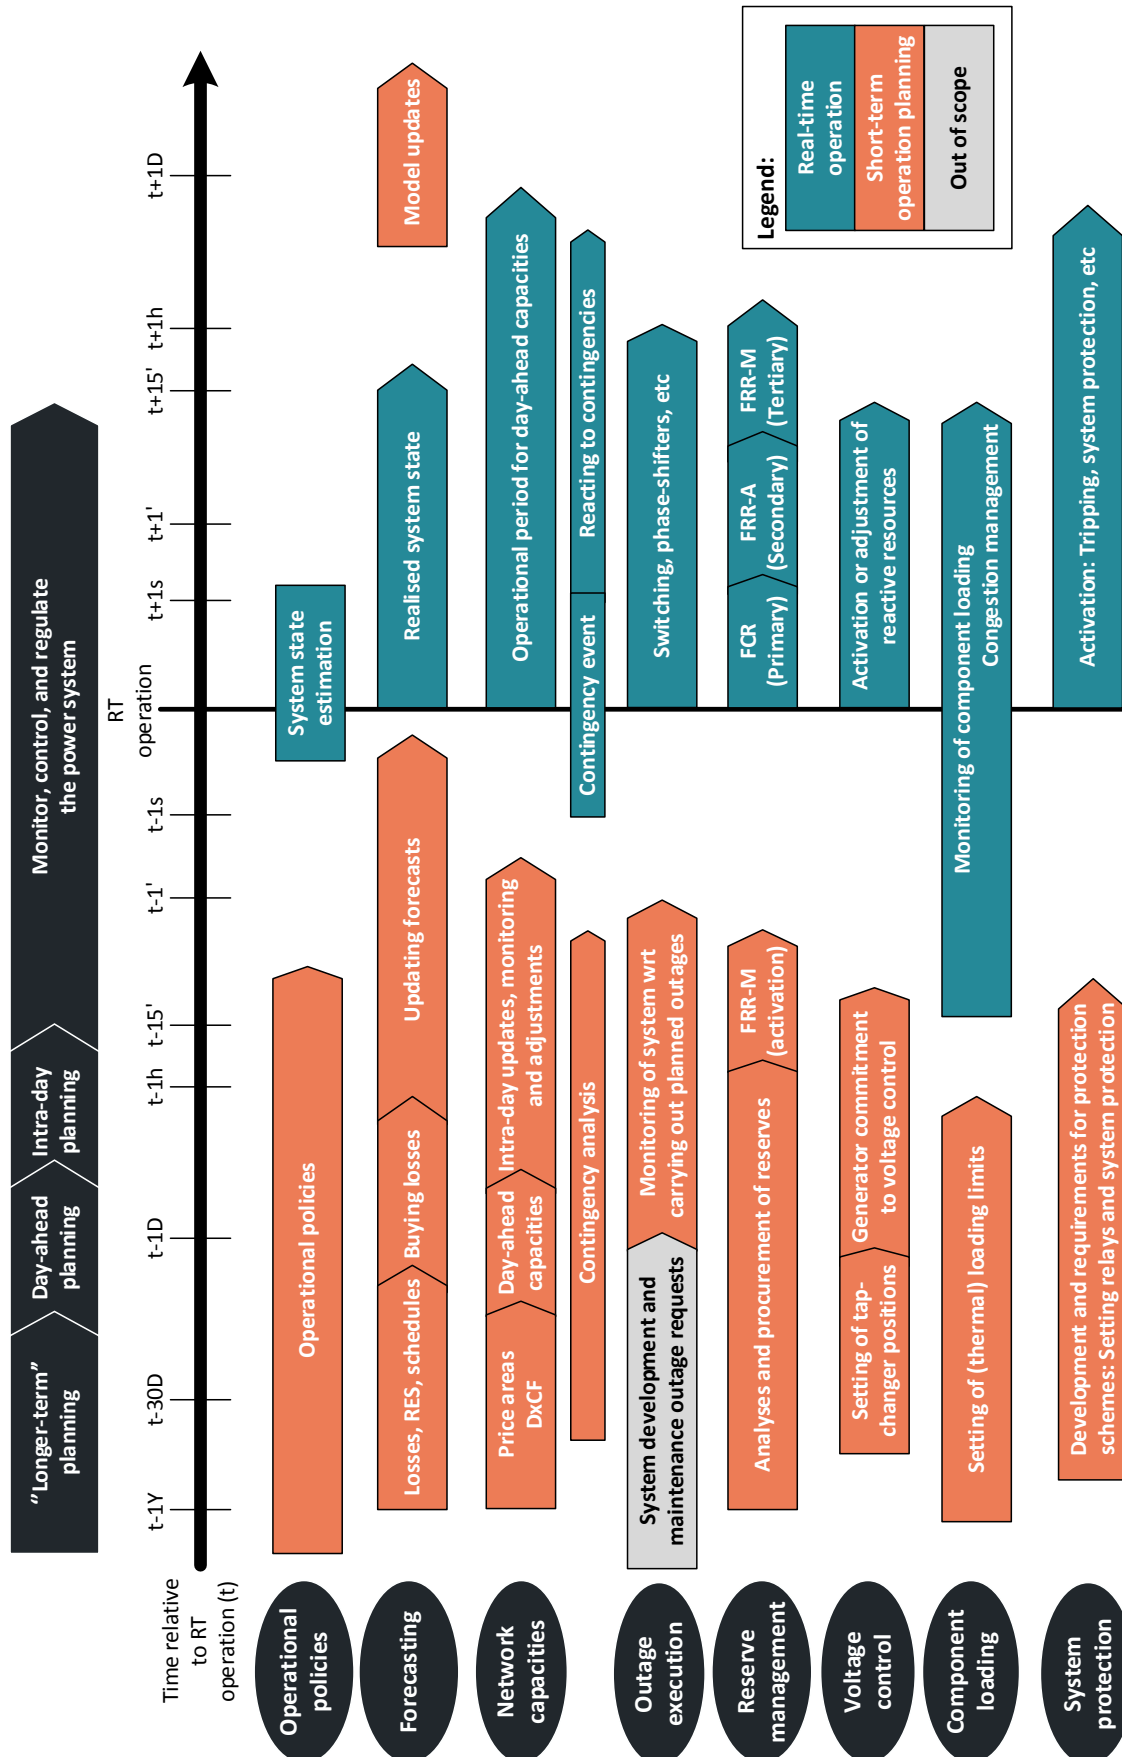 "Longer-term"
planning
Day-ahead
planning
Intra-day
planning
Monitor, control, and regulate
the power system
Time relative
to RT
operation (t)
t-1Y
t-30D
t-1D
t-1h
t-15'
t-1'
t-1s
RT
operation
t+1s
t+1'
t+15'
t+1h
t+1D
Operational
policies
Operational policies
System state
estimation
Forecasting
Losses, RES, schedules
Buying losses
Updating forecasts
Realised system state
Model updates
Network
capacities
Price areas
DxCF
Day-ahead
capacities
Intra-day updates, monitoring
and adjustments
Operational period for day-ahead capacities
Contingency analysis
Contingency event
Reacting to contingencies
Outage
execution
System development and
maintenance outage requests
Monitoring of system wrt
carrying out planned outages
Switching, phase-shifters, etc
Reserve
management
Analyses and procurement of reserves
FRR-M
(activation)
FCR
(Primary)
FRR-A
(Secondary)
FRR-M
(Tertiary)
Voltage
control
Setting of tap-
changer positions
Generator commitment
to voltage control
Activation or adjustment of
reactive resources
Component
loading
Setting of (thermal) loading limits
Monitoring of component loading
Congestion management
System
protection
Development and requirements for protection
schemes: Setting relays and system protection
Activation: Tripping, system protection, etc
Legend:
Real-time
operation
Short-term
operation planning
Out of scope